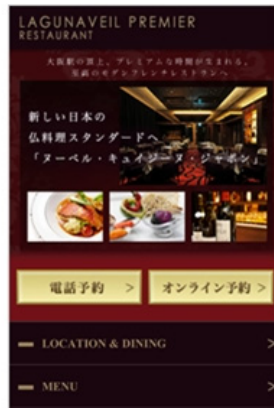 LAGUNAVEIL PREMIER
RESTAURANT
大阪駅の頂上、プレミアムな時間が生まれる。
至高のモダンフレンチレストランへ
新しい日本の
仏料理スタンダードへ
「ヌーベル・キュイジーヌ・ジャポン」
電話予約 >
オンライン予約 >
LOCATION & DINING >
MENU >